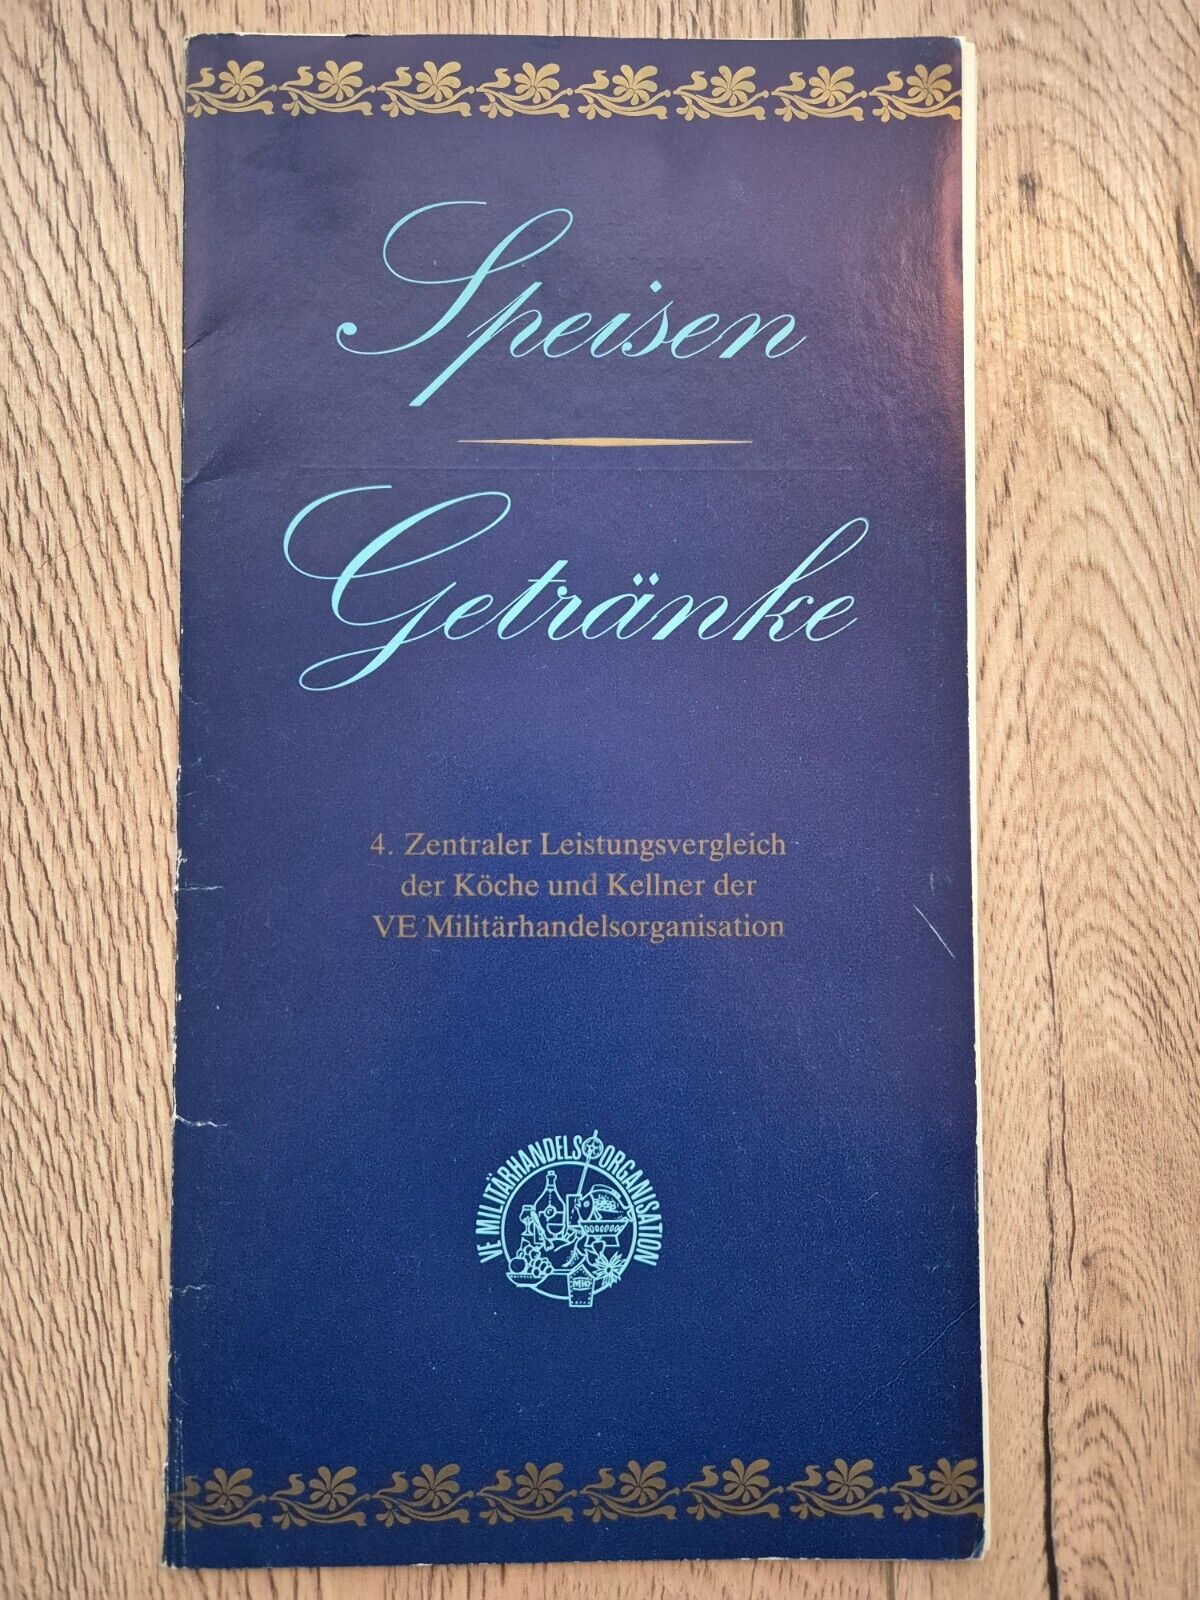 Speisen
Getränke
4. Zentraler Leistungsvergleich
der Köche und Kellner der
VE Militärhandelsorganisation
VE MILITÄRHANDELSORGANISATION
MHO